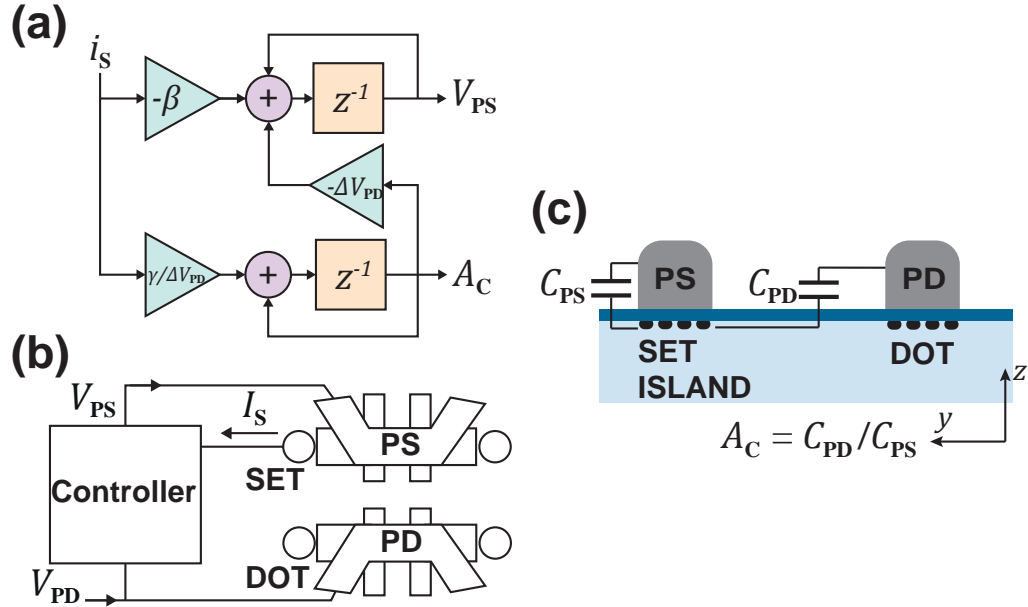 (a)
i_S
-β
+
z^-1
V_PS
-ΔV_PD
γ/ΔV_PD
+
z^-1
A_C
(b)
V_PS
I_S
PS
SET
Controller
PD
DOT
V_PD
(c)
C_PS
PS
C_PD
PD
SET
ISLAND
DOT
z
y
A_C = C_PD/C_PS